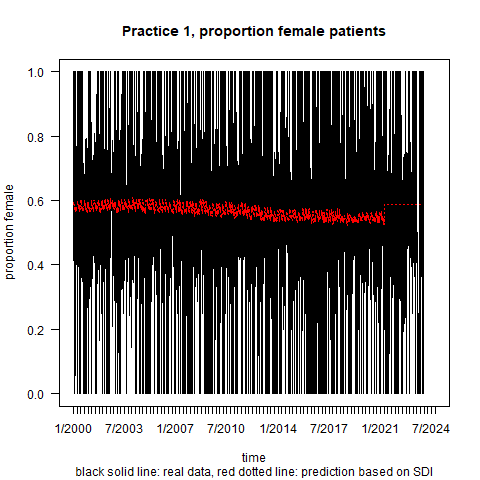 Practice 1, proportion female patients
proportion female
1.0
0.8
0.6
0.4
0.2
0.0
1/2000 7/2003 1/2007 7/2010 1/2014 7/2017 1/2021 7/2024
time
black solid line: real data, red dotted line: prediction based on SDI